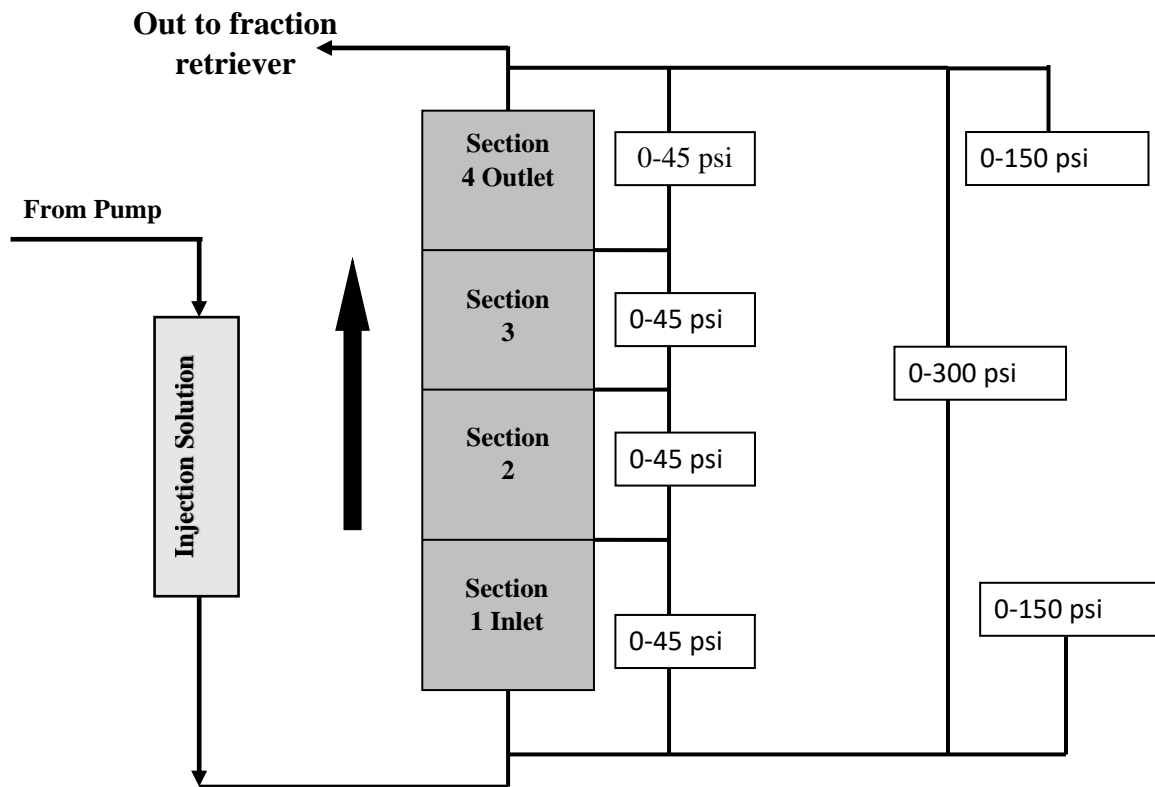 Out to fraction
retriever
From Pump
Injection Solution
Section
4 Outlet
Section
3
Section
2
Section
1 Inlet
0-45 psi
0-45 psi
0-45 psi
0-45 psi
0-300 psi
0-150 psi
0-150 psi